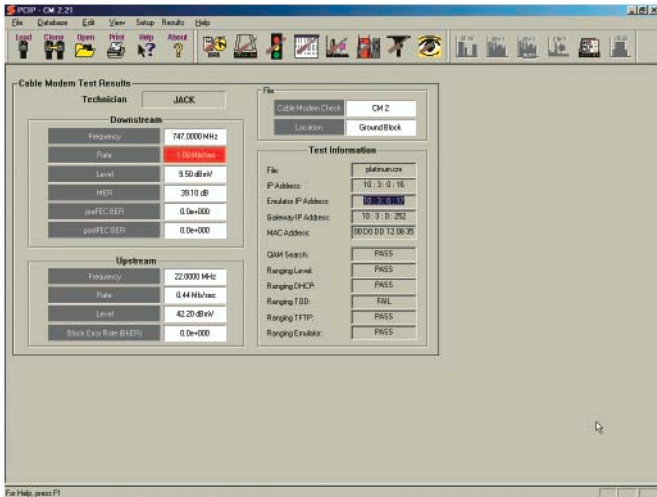 PCIP - CM 2.21
File Database Edit View Setup Results Help
Load Clone Open Print Help About
Cable Modem Test Results
Technician JACK
Downstream
Frequency 747.0000 MHz
Rate 1.00 Mb/sec
Level 9.50 dBmV
MER 39.10 dB
preFEC BER 0.0e+000
postFEC BER 0.0e+000
Upstream
Frequency 22.0000 MHz
Rate 0.44 Mb/sec
Level 42.20 dBmV
Block Error Rate (BkER) 0.0e+000
File
Cable Modem Check CM 2
Location Ground Block
Test Information
File: platinum.cm
IP Address: 10 : 3 : 0 : 16
Emulator IP Address: 10 : 3 : 0 : 17
Gateway IP Address: 10 : 3 : 0 : 252
MAC Address: 00 D0 DD 12 08 35
QAM Search: PASS
Ranging Level: PASS
Ranging DHCP: PASS
Ranging TOD: FAIL
Ranging TFTP: PASS
Ranging Emulator: PASS
For Help, press F1